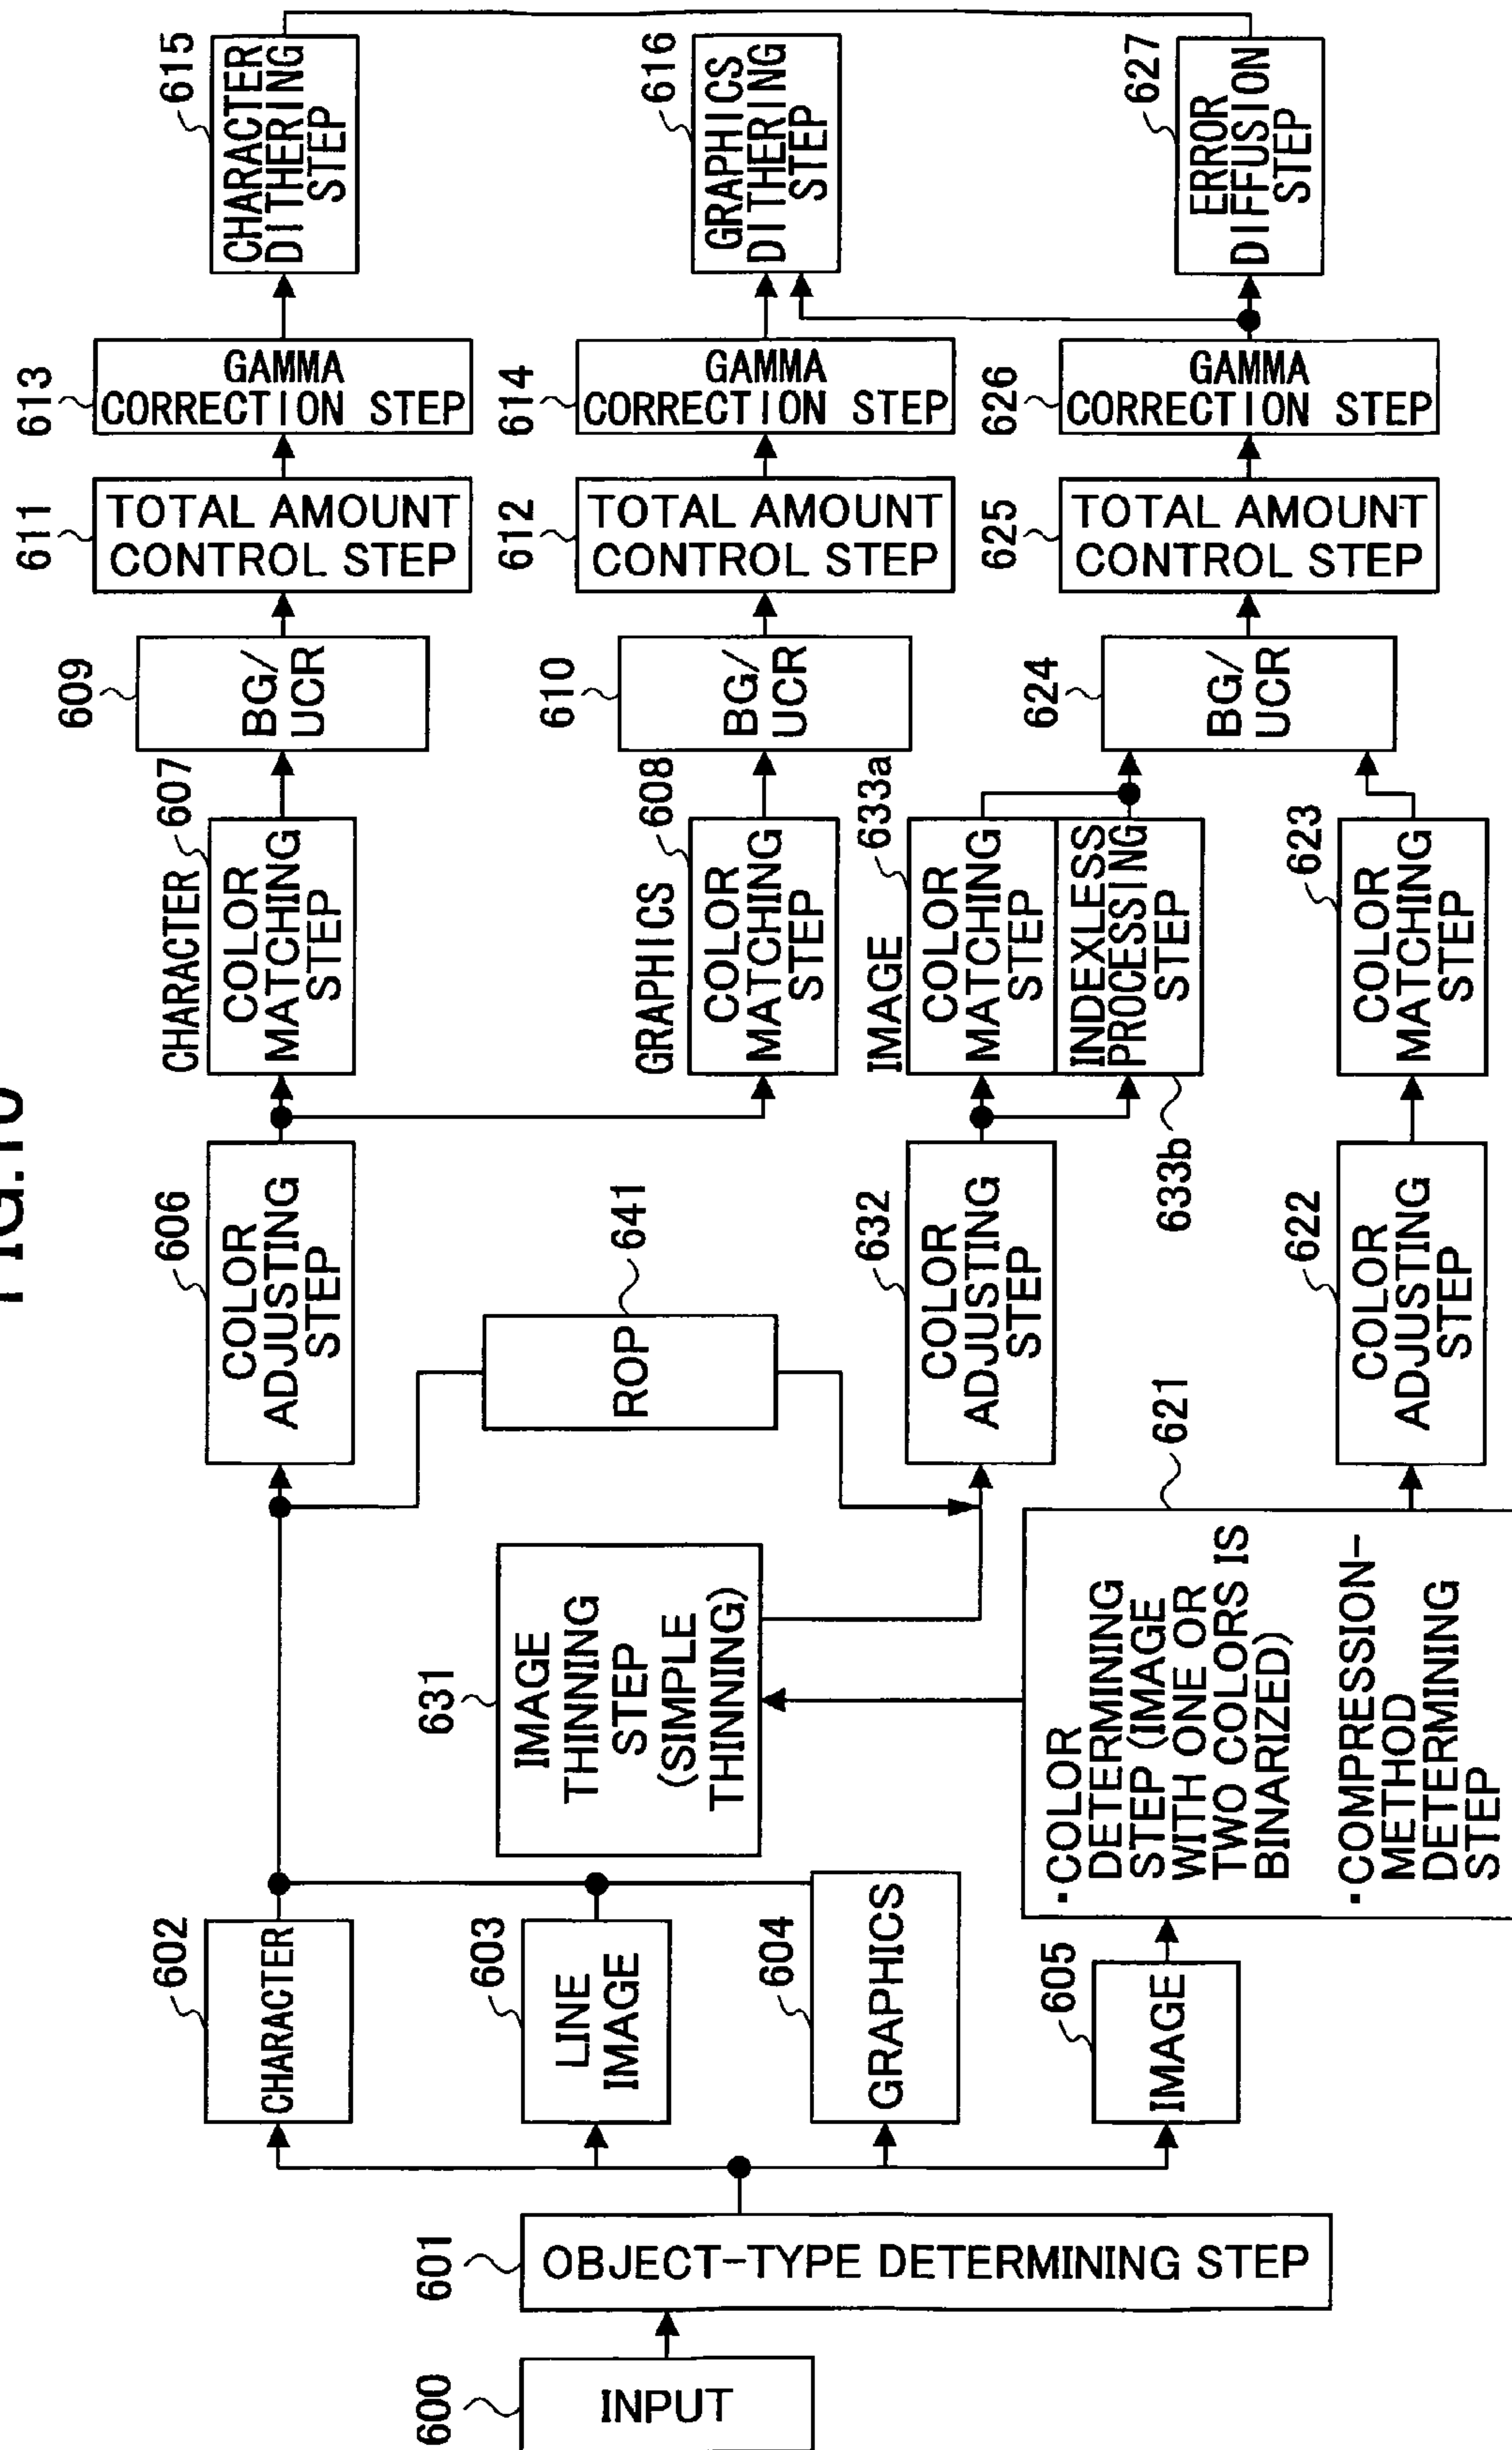 600
INPUT
601
OBJECT-TYPE DETERMINING STEP
602
CHARACTER
603
LINE
IMAGE
604
GRAPHICS
605
IMAGE
631
IMAGE
THINNING
STEP
(SIMPLE
THINNING)
621
・COLOR
DETERMINING
STEP (IMAGE
WITH ONE OR
TWO COLORS IS
BINARIZED)
・COMPRESSION-
METHOD
DETERMINING
STEP
641
ROP
606
COLOR
ADJUSTING
STEP
632
COLOR
ADJUSTING
STEP
622
COLOR
ADJUSTING
STEP
CHARACTER 607
COLOR
MATCHING
STEP
GRAPHICS 608
COLOR
MATCHING
STEP
IMAGE 633a
COLOR
MATCHING
STEP
INDEXLESS
PROCESSING
STEP
633b
623
COLOR
MATCHING
STEP
609
BG/
UCR
610
BG/
UCR
624
BG/
UCR
611
TOTAL AMOUNT
CONTROL STEP
612
TOTAL AMOUNT
CONTROL STEP
625
TOTAL AMOUNT
CONTROL STEP
613
GAMMA
CORRECTION STEP
614
GAMMA
CORRECTION STEP
626
GAMMA
CORRECTION STEP
615
CHARACTER
DITHERING
STEP
616
GRAPHICS
DITHERING
STEP
627
ERROR
DIFFUSION
STEP